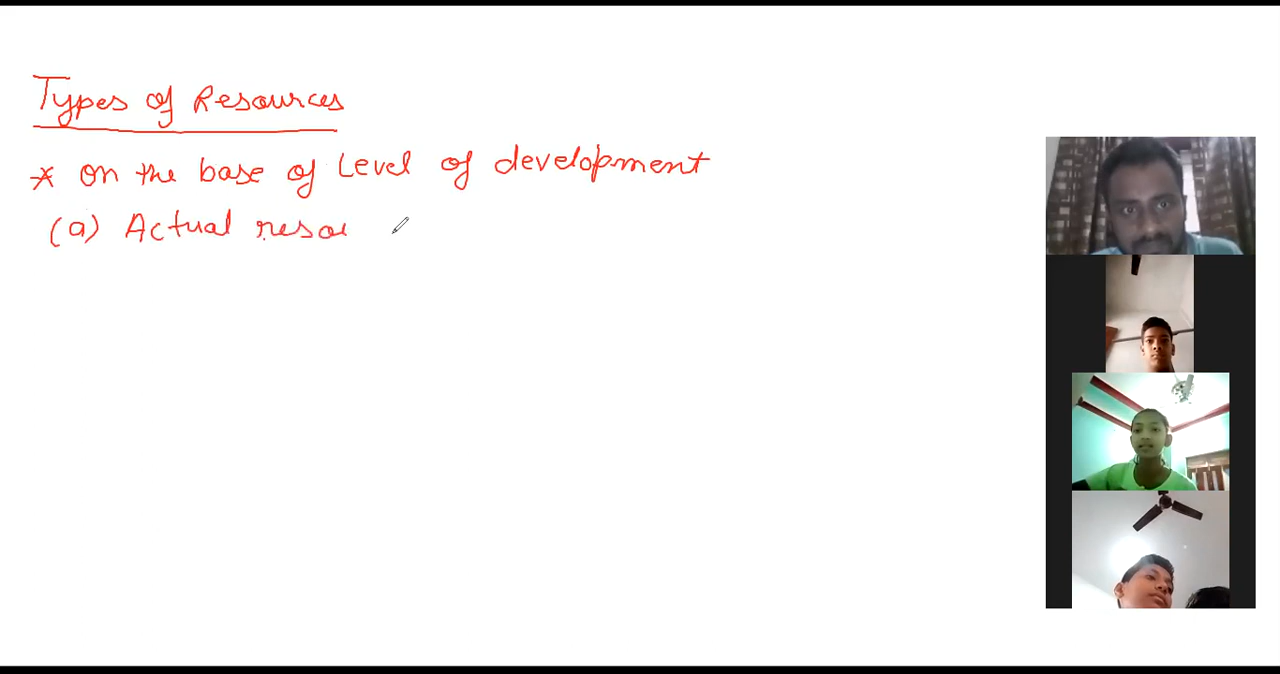 Types of Resources
* on the base of Level of development
(a) Actual resou